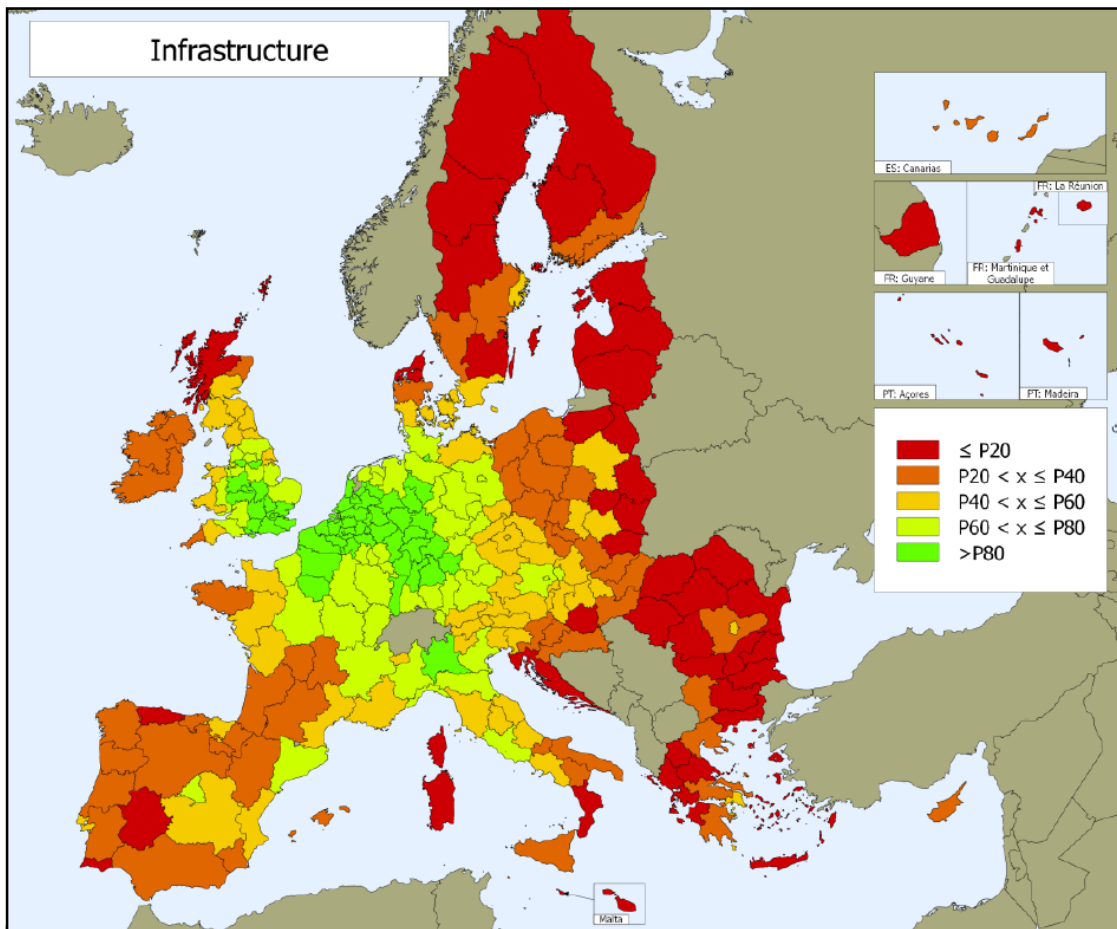 Infrastructure
ES: Canarias
FR: La Réunion
FR: Guyane
FR: Martinique et
Guadalupe
PT: Açores
PT: Madeira
≤ P20
P20 < x ≤ P40
P40 < x ≤ P60
P60 < x ≤ P80
>P80
Malta